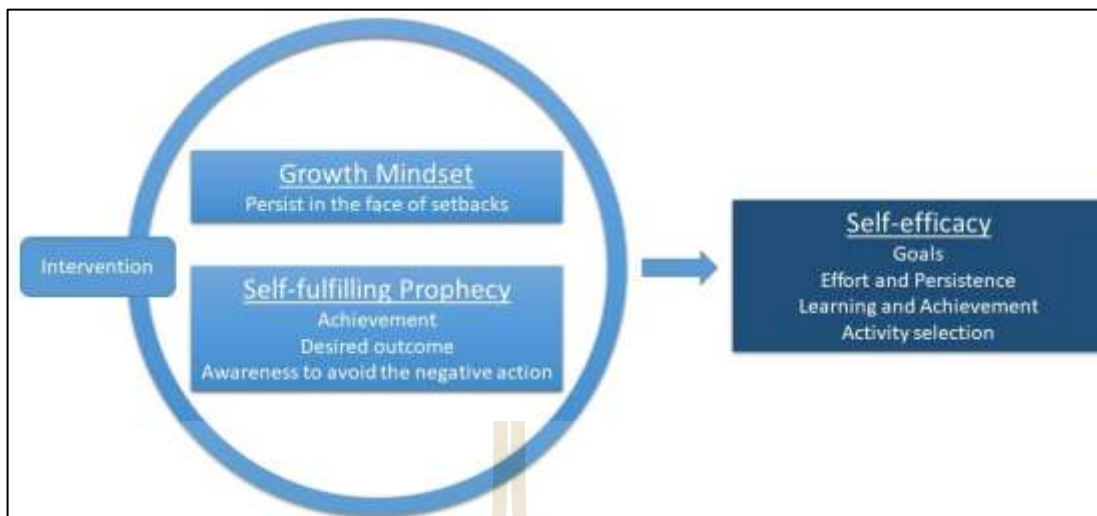 Growth Mindset
Persist in the face of setbacks
Intervention
Self-fulfilling Prophecy
Achievement
Desired outcome
Awareness to avoid the negative action
Self-efficacy
Goals
Effort and Persistence
Learning and Achievement
Activity selection